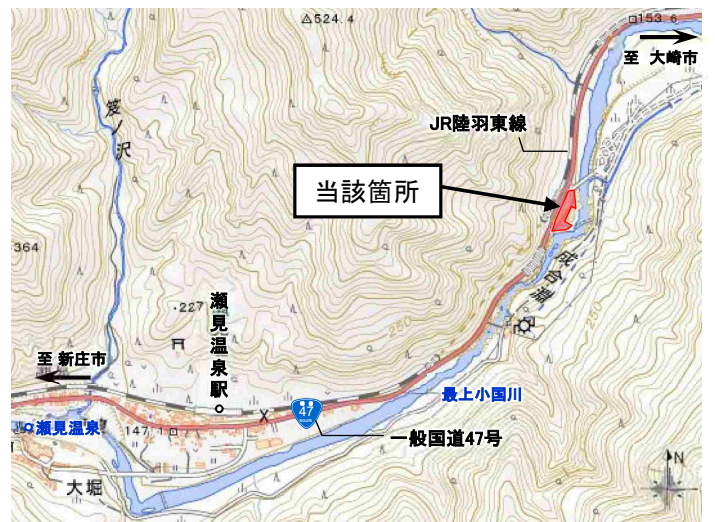 524.4
153.6
至 大崎市
笈ノ沢
JR陸羽東線
当該箇所
成合淵
364
・227
瀬見温泉駅
250
250
至 新庄市
47
ROUTE
最上小国川
瀬見温泉
147.1
一般国道47号
大堀
N